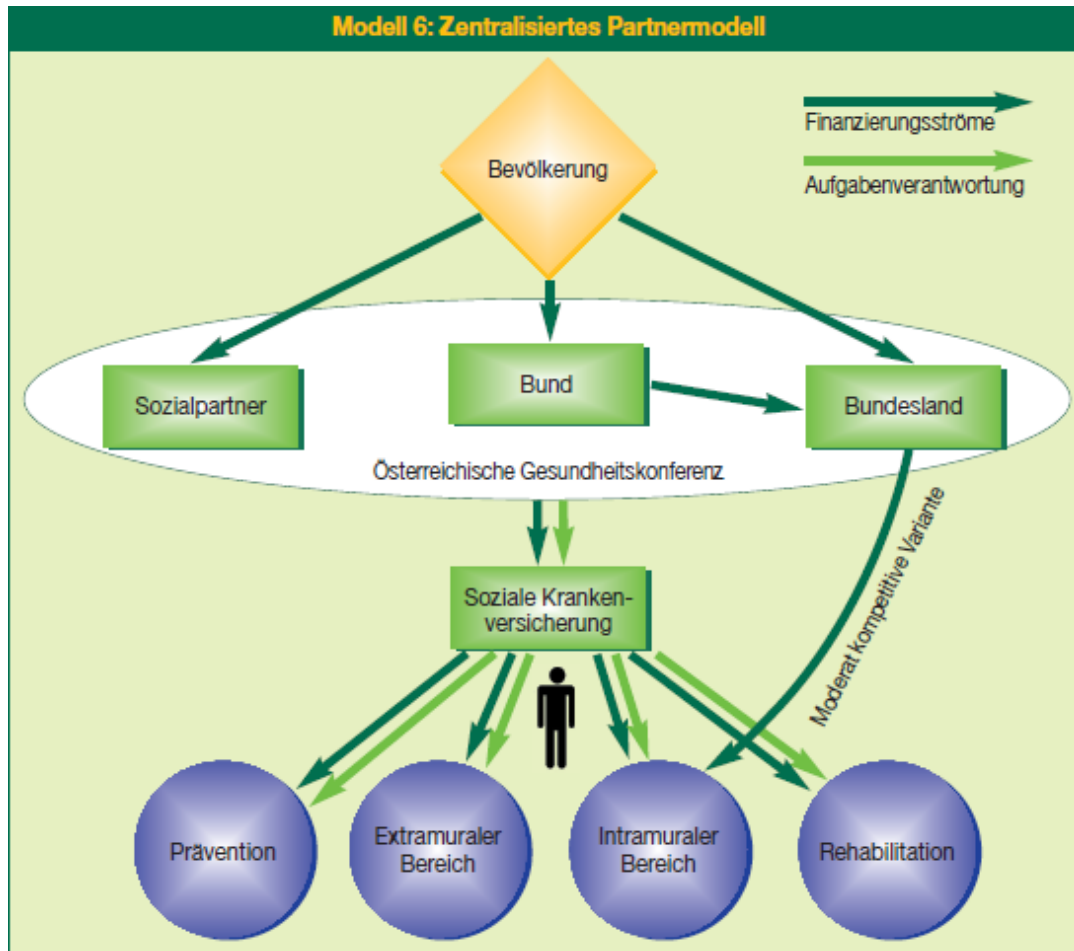 Modell 6: Zentralisiertes Partnermodell
Finanzierungsströme
Aufgabenverantwortung
Bevölkerung
Sozialpartner
Bund
Bundesland
Österreichische Gesundheitskonferenz
Soziale Kranken-
versicherung
Moderat kompetitive Variante
Prävention
Extramuraler
Bereich
Intramuraler
Bereich
Rehabilitation